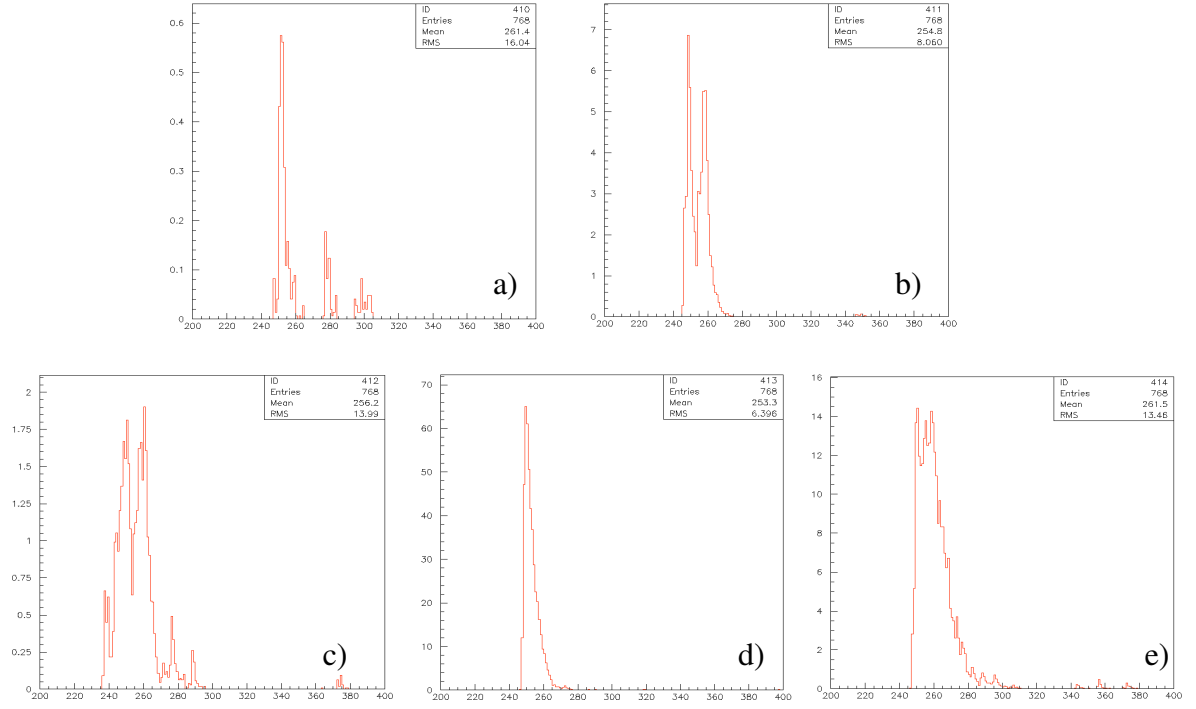 ID 410
Entries 768
Mean 261.4
RMS 16.04
0.6
0.5
0.4
0.3
0.2
0.1
0
a)
200 220 240 260 280 300 320 340 360 380 400
ID 411
Entries 768
Mean 254.8
RMS 8.060
7
6
5
4
3
2
1
0
b)
200 220 240 260 280 300 320 340 360 380 400
ID 412
Entries 768
Mean 256.2
RMS 13.99
2
1.75
1.5
1.25
1
0.75
0.5
0.25
0
c)
200 220 240 260 280 300 320 340 360 380 400
ID 413
Entries 768
Mean 253.3
RMS 6.396
70
60
50
40
30
20
10
0
d)
200 220 240 260 280 300 320 340 360 380 400
ID 414
Entries 768
Mean 261.5
RMS 13.46
16
14
12
10
8
6
4
2
0
e)
200 220 240 260 280 300 320 340 360 380 400